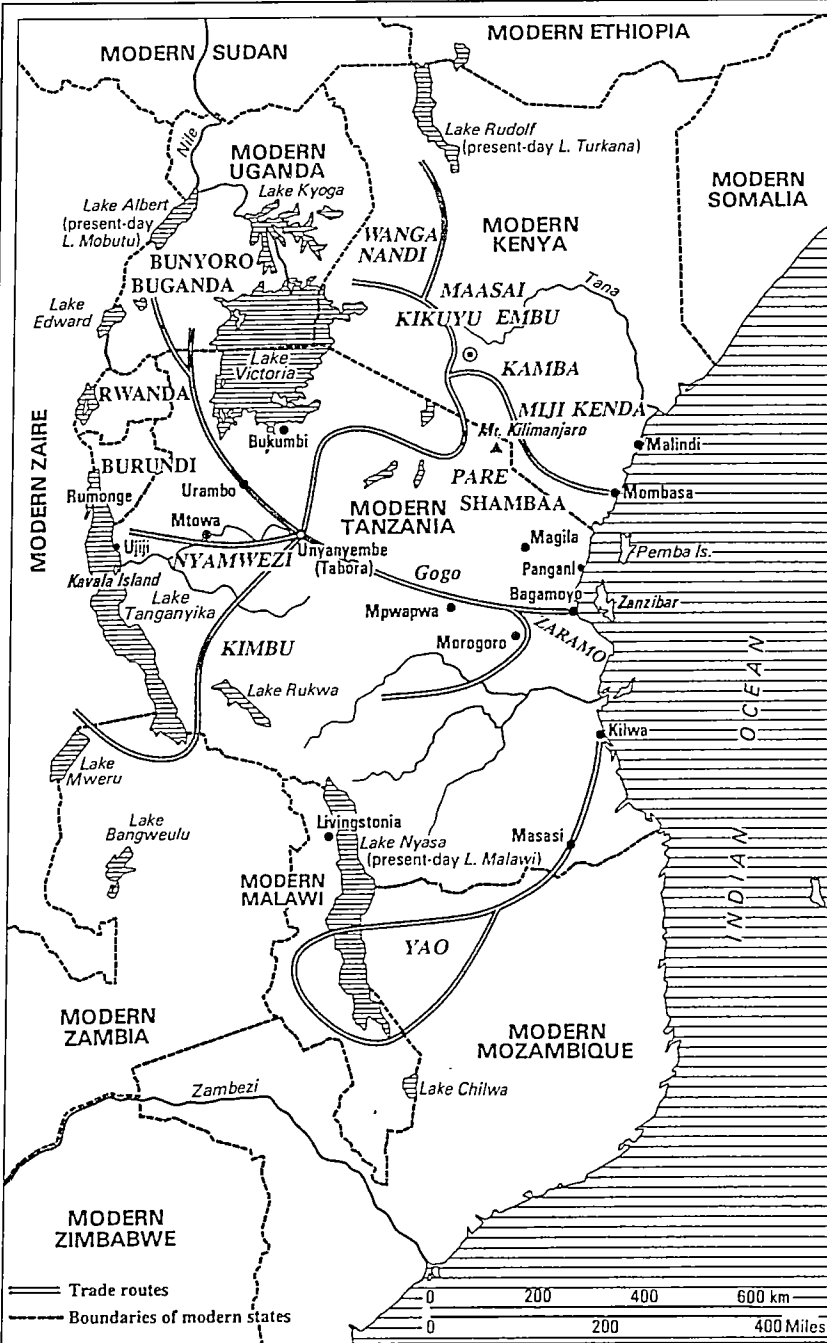 MODERN SUDAN
MODERN ETHIOPIA
Nile
Lake Rudolf
(present-day L. Turkana)
MODERN
UGANDA
Lake Kyoga
Lake Albert
(present-day
L. Mobutu)
MODERN
SOMALIA
WANGA
NANDI
MODERN
KENYA
BUNYORO
BUGANDA
MAASAI
Tana
KIKUYU EMBU
Lake
Edward
KAMBA
Lake
Victoria
RWANDA
MIJI KENDA
Mt. Kilimanjaro
Bukumbi
Malindi
MODERN ZAIRE
BURUNDI
PARE
Rumonge
Urambo
Mombasa
SHAMBAA
MODERN
TANZANIA
Mtowa
Magila
Ujiji
NYAMWEZI
Unyanyembe
(Tabora)
Pemba Is.
Pangani
Gogo
Kavala Island
Bagamoyo
Zanzibar
Lake
Tanganyika
Mpwapwa
ZARAMO
Morogoro
KIMBU
Lake Rukwa
Kilwa
Lake
Mweru
Livingstonia
Lake
Bangweulu
Masasi
Lake Nyasa
(present-day L. Malawi)
MODERN
MALAWI
INDIAN OCEAN
YAO
MODERN
ZAMBIA
MODERN
MOZAMBIQUE
Zambezi
Lake Chilwa
MODERN
ZIMBABWE
Trade routes
Boundaries of modern states
0 200 400 600 km
0 200 400 Miles